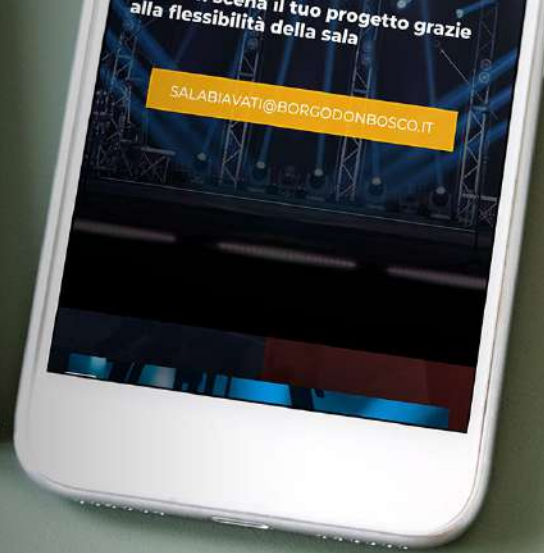 scena il tuo progetto grazie
alla flessibilità della sala
SALABIAVATI@BORGODONBOSCO.IT